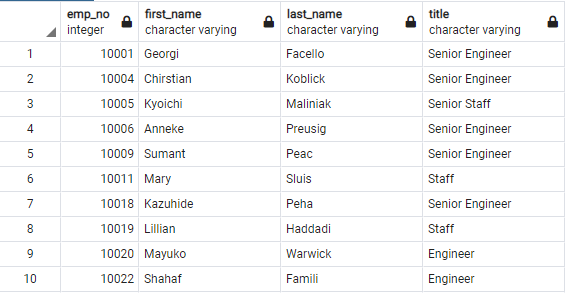 emp_no first_name last_name title
integer character varying character varying character varying
1 10001 Georgi Facello Senior Engineer
2 10004 Chirstian Koblick Senior Engineer
3 10005 Kyoichi Maliniak Senior Staff
4 10006 Anneke Preusig Senior Engineer
5 10009 Sumant Peac Senior Engineer
6 10011 Mary Sluis Staff
7 10018 Kazuhide Peha Senior Engineer
8 10019 Lillian Haddadi Staff
9 10020 Mayuko Warwick Engineer
10 10022 Shahaf Famili Engineer